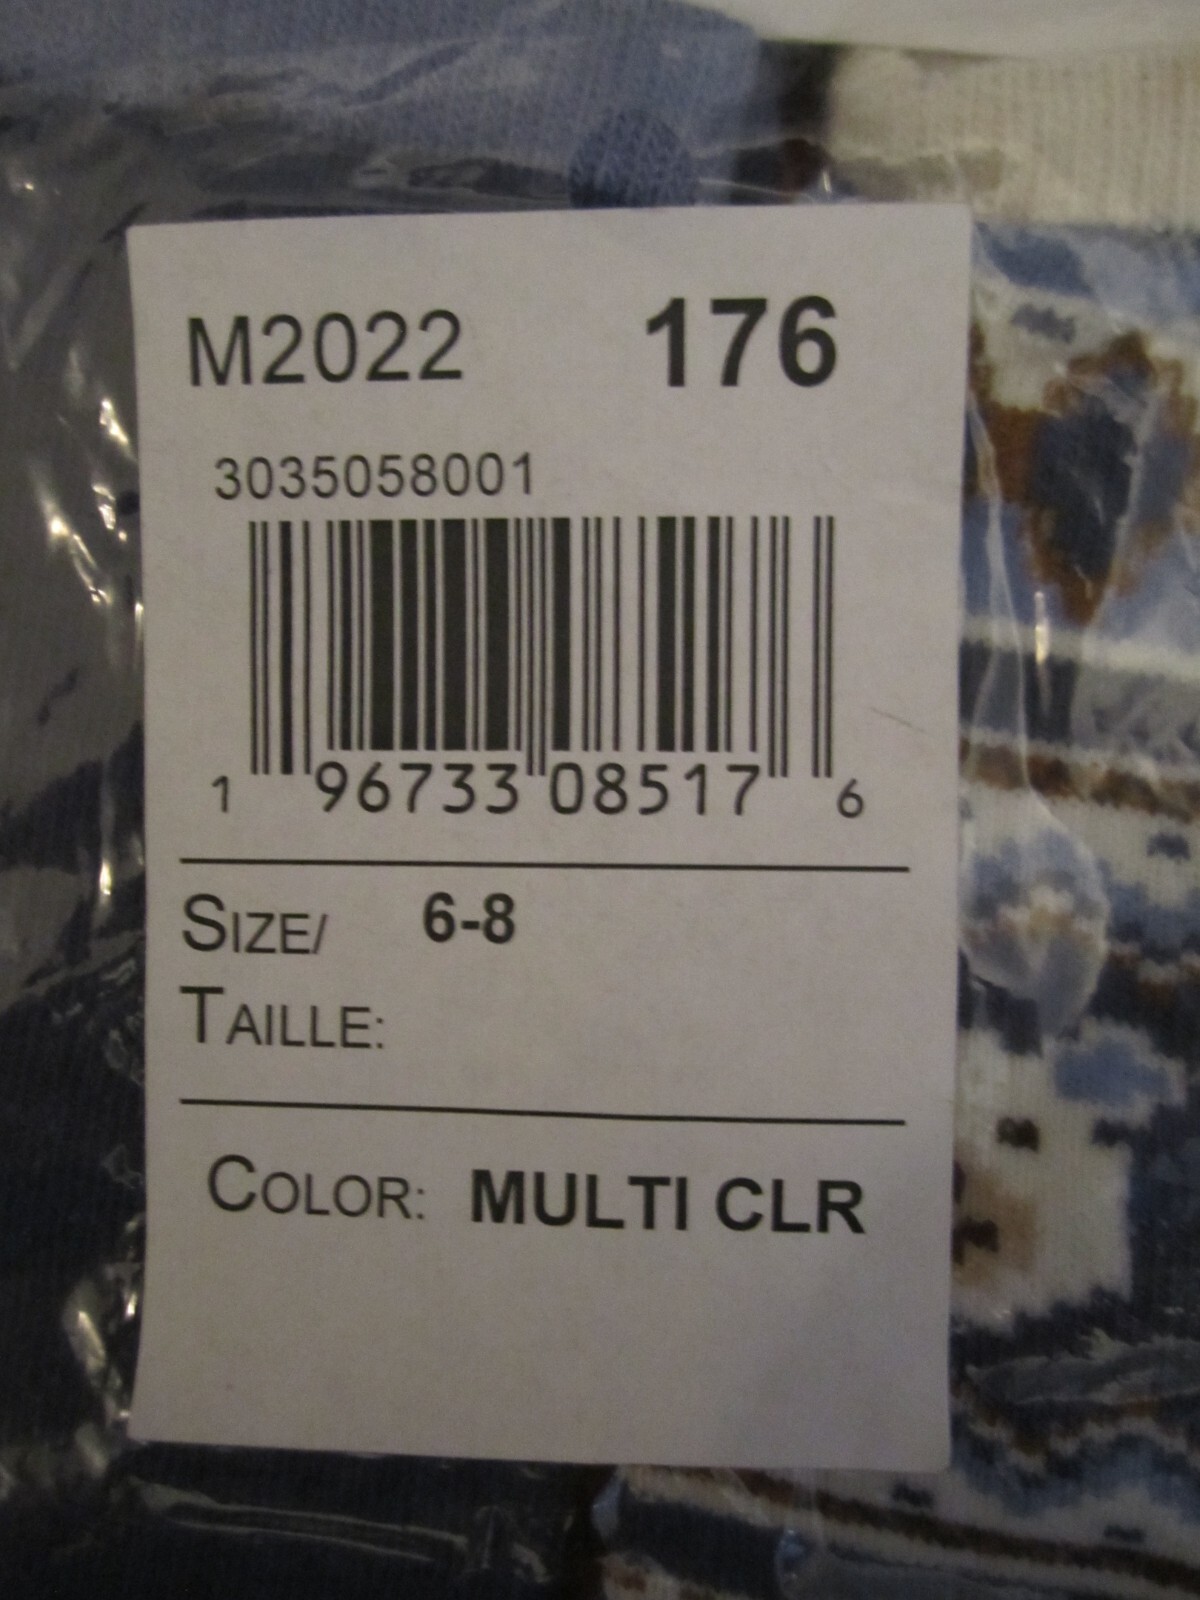 M2022 176
3035058001
1 96733 08517 6
SIZE/ 6-8
TAILLE:
COLOR: MULTI CLR